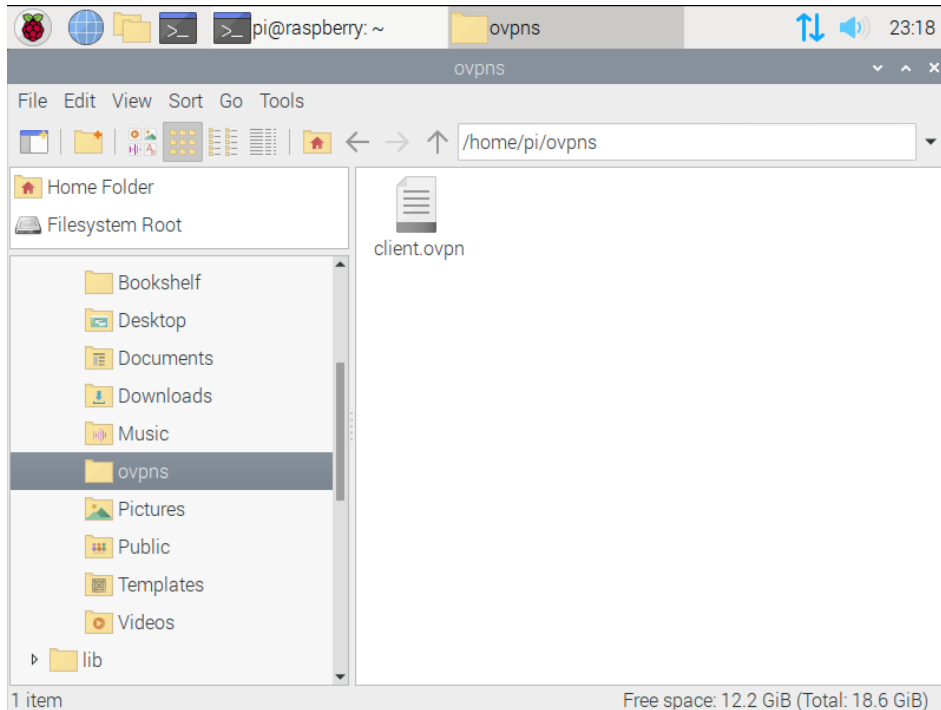 pi@raspberry: ~ ovpns 23:18
ovpns
File Edit View Sort Go Tools
/home/pi/ovpns
Home Folder
Filesystem Root
Bookshelf
Desktop
Documents
Downloads
Music
ovpns
Pictures
Public
Templates
Videos
lib
client.ovpn
1 item Free space: 12.2 GiB (Total: 18.6 GiB)